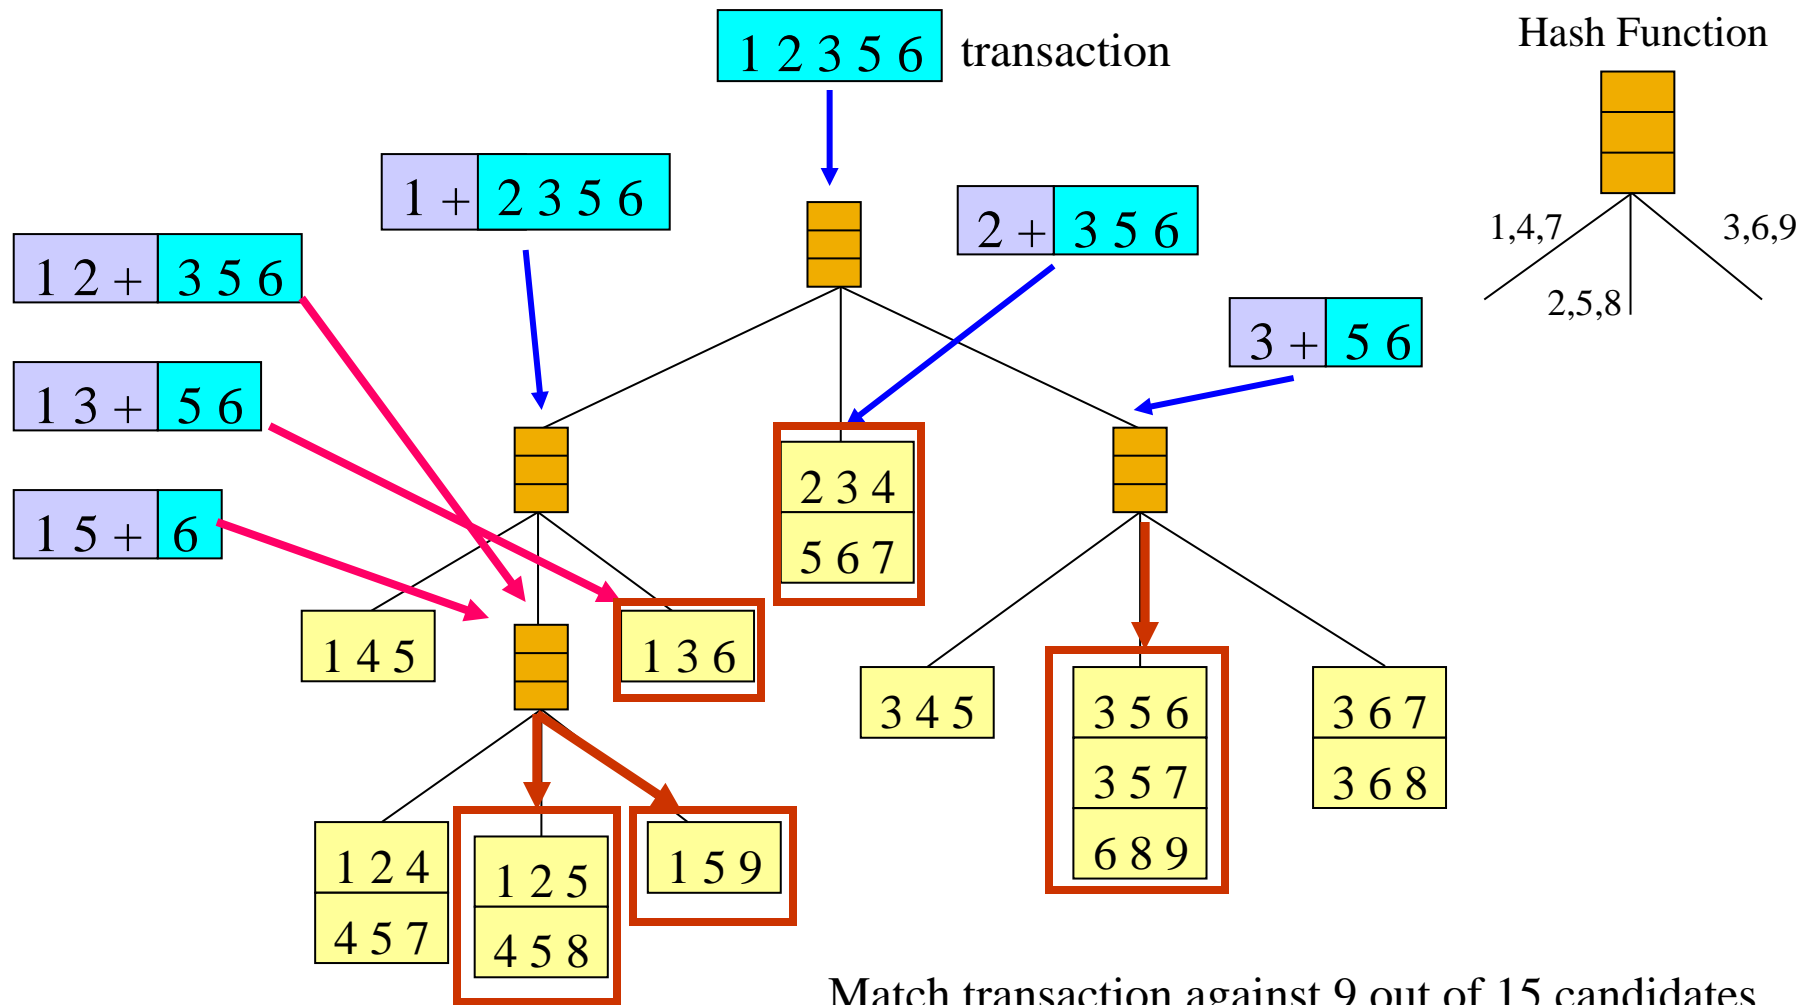 1 2 3 5 6 transaction
Hash Function
1 + 2 3 5 6
2 + 3 5 6
1,4,7
3,6,9
2,5,8
1 2 + 3 5 6
3 + 5 6
1 3 + 5 6
1 5 + 6
2 3 4
5 6 7
1 4 5
1 3 6
3 4 5
3 5 6
3 5 7
6 8 9
3 6 7
3 6 8
1 2 4
4 5 7
1 2 5
4 5 8
1 5 9
Match transaction against 9 out of 15 candidates